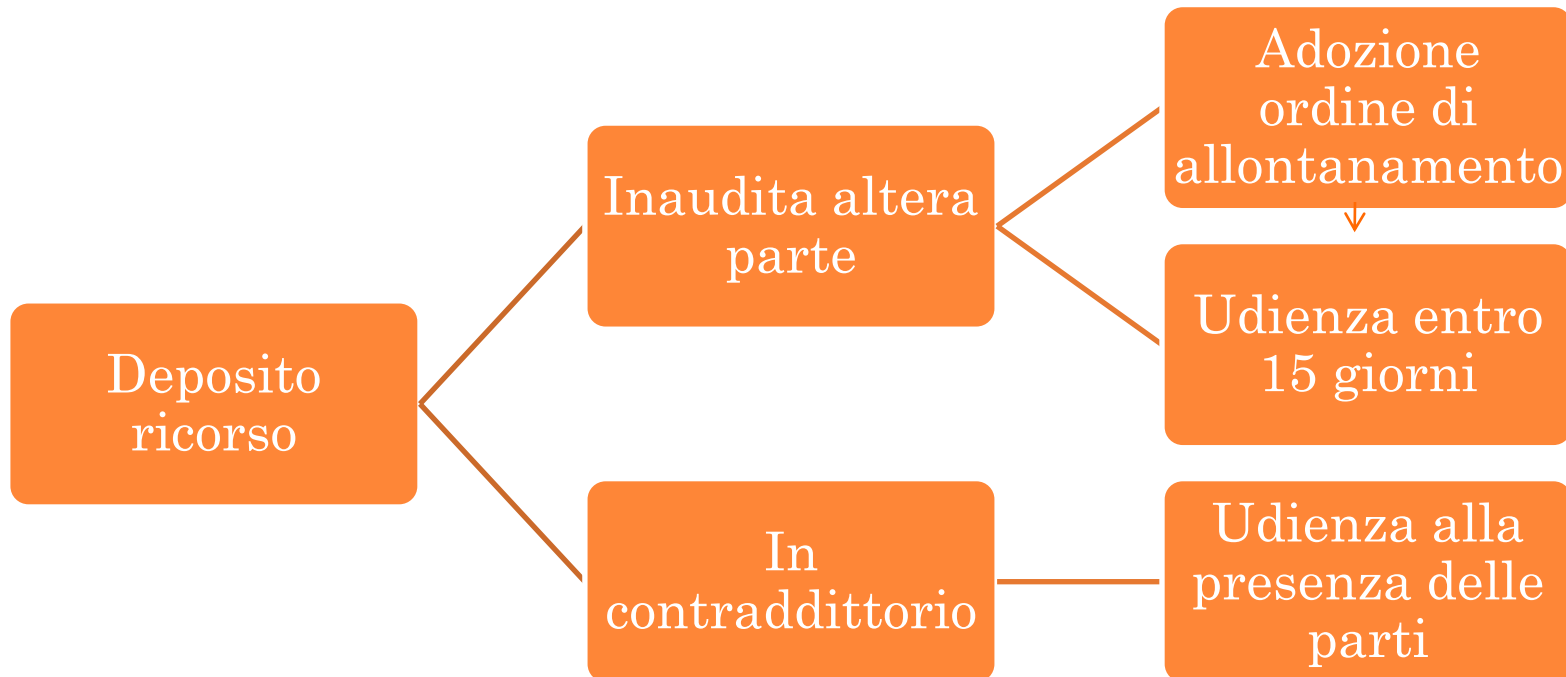 Deposito
ricorso
Inaudita altera
parte
Adozione
ordine di
allontanamento
Udienza entro
15 giorni
In
contraddittorio
Udienza alla
presenza delle
parti